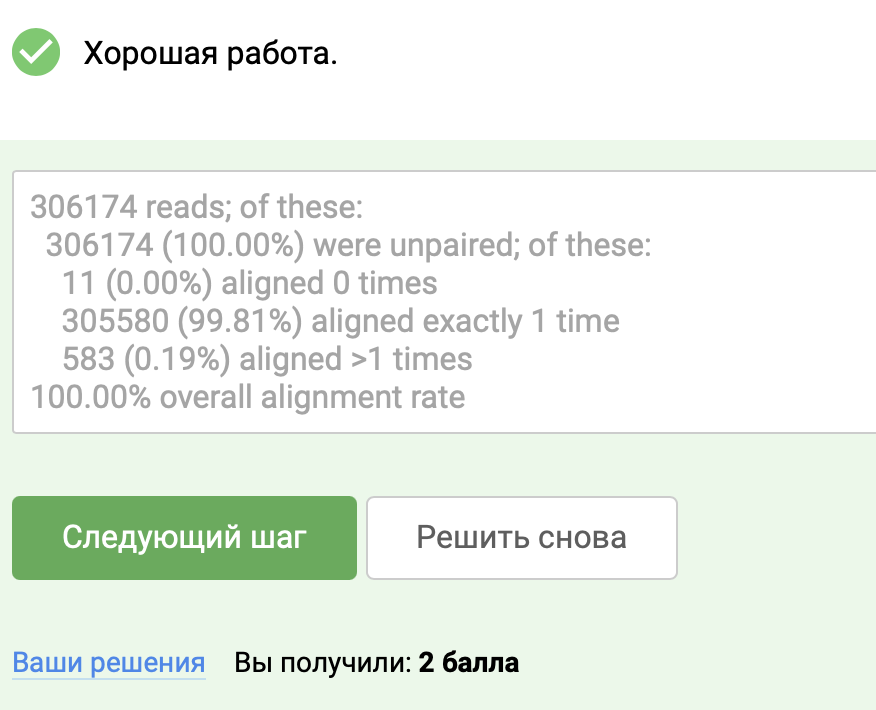 Хорошая работа.
306174 reads; of these:
306174 (100.00%) were unpaired; of these:
11 (0.00%) aligned 0 times
305580 (99.81%) aligned exactly 1 time
583 (0.19%) aligned >1 times
100.00% overall alignment rate
Следующий шаг
Решить снова
Ваши решения
Вы получили: 2 балла